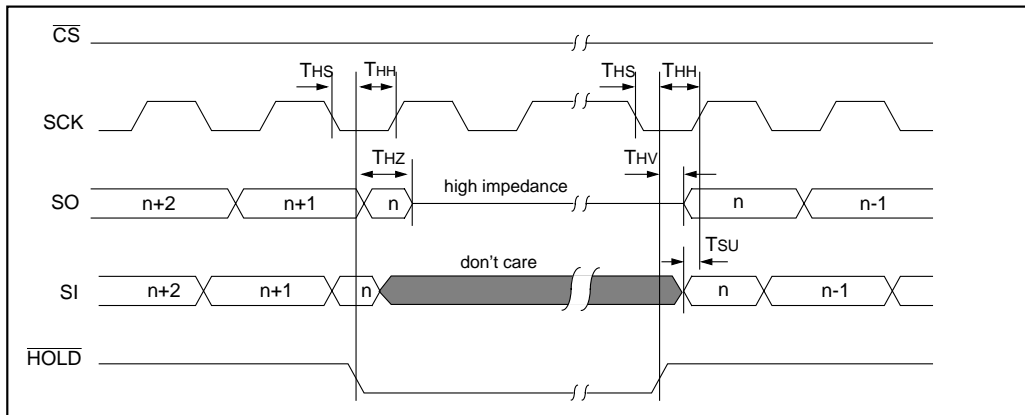 CS
THS THH THS THH
SCK
THZ THV
high impedance
SO n+2 n+1 n n n-1
TSU
don't care
SI n+2 n+1 n n n-1
HOLD